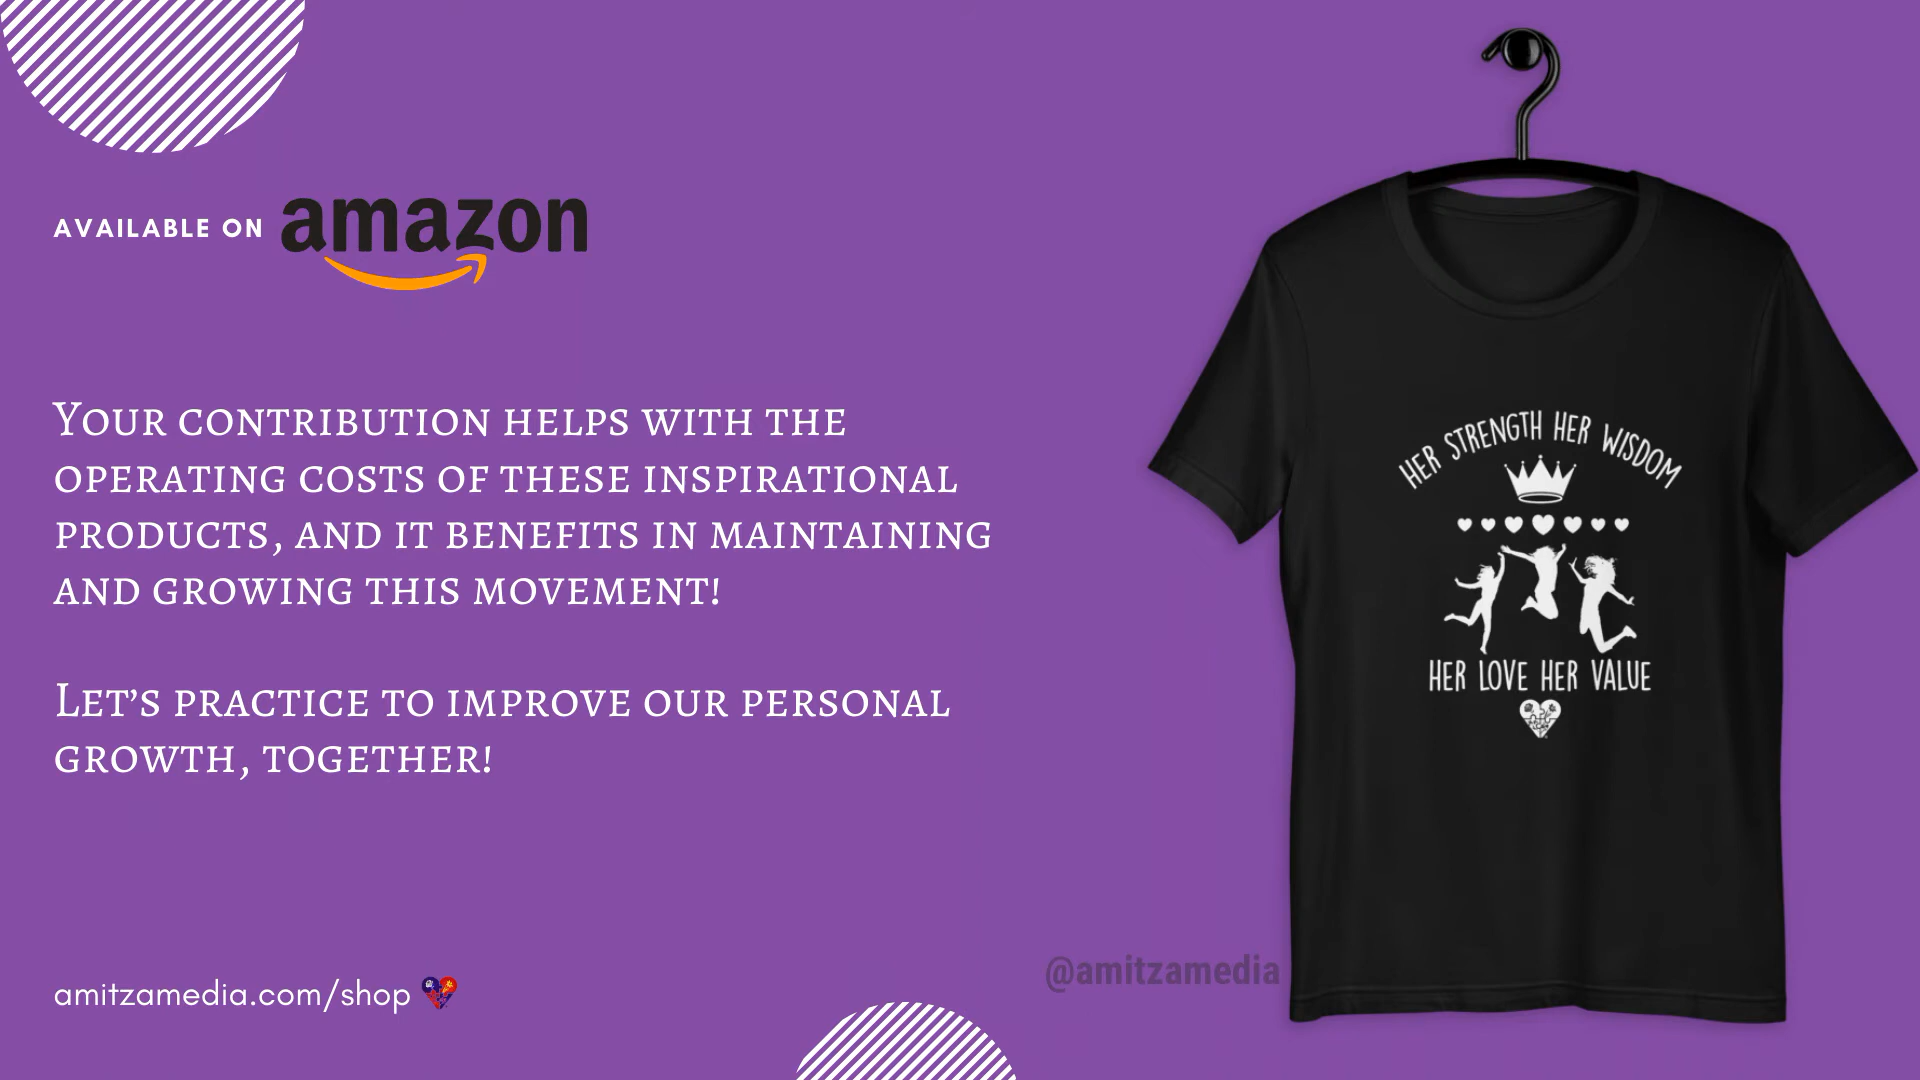 AVAILABLE ON amazon
Your contribution helps with the
operating costs of these inspirational
products, and it benefits in maintaining
and growing this movement!
Let's practice to improve our personal
growth, together!
amitzamedia.com/shop
HER STRENGTH HER WISDOM
HER LOVE HER VALUE
@amitzamedia